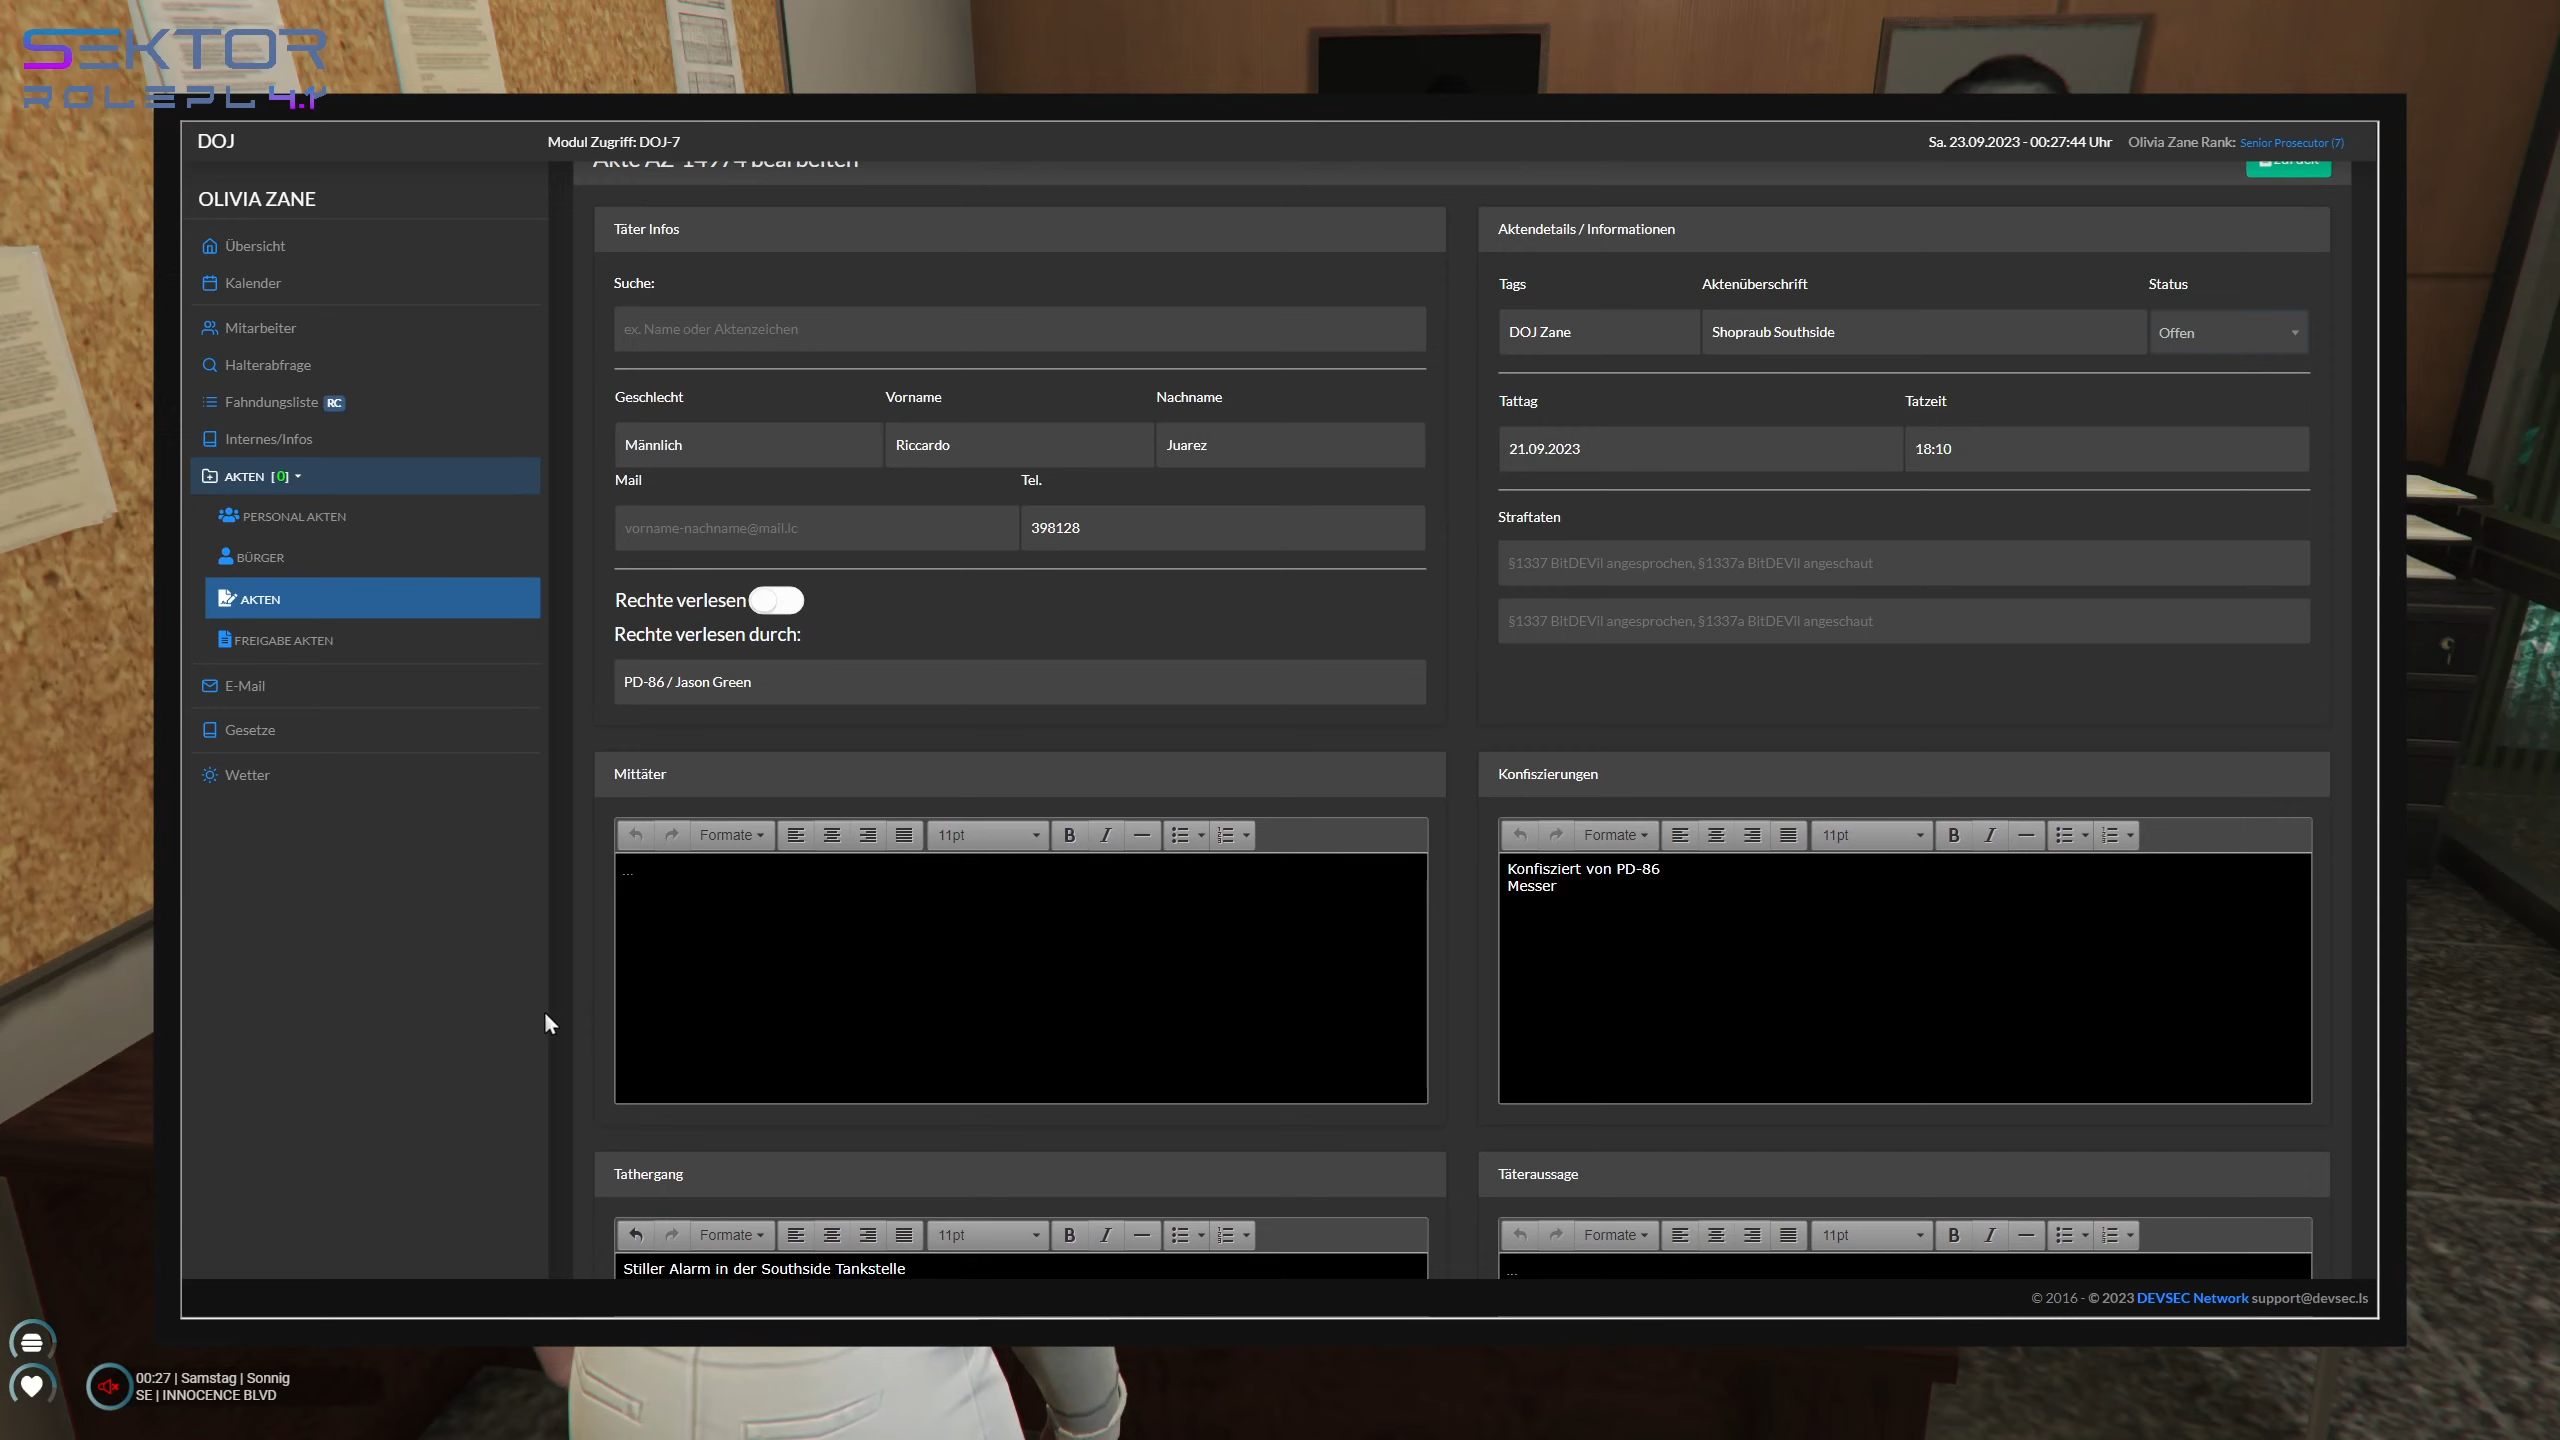 SEKTOR
ROLEPL4.Y
DOJ
Modul Zugriff: DOJ-7
Sa. 23.09.2023 - 00:27:44 Uhr
Olivia Zane Rank: Senior Prosecutor (7)
Akte AZ-14974 bearbeiten
Zurück
OLIVIA ZANE
Übersicht
Kalender
Mitarbeiter
Halterabfrage
Fahndungsliste RC
Internes/Infos
AKTEN [0]
PERSONAL AKTEN
BÜRGER
AKTEN
FREIGABE AKTEN
E-Mail
Gesetze
Wetter
Täter Infos
Suche:
ex. Name oder Aktenzeichen
Geschlecht Vorname Nachname
Männlich Riccardo Juarez
Mail Tel.
vorname-nachname@mail.lc 398128
Rechte verlesen
Rechte verlesen durch:
PD-86 / Jason Green
Aktendetails / Informationen
Tags Aktenüberschrift Status
DOJ Zane Shopraub Southside Offen
Tattag Tatzeit
21.09.2023 18:10
Straftaten
§1337 BitDEVil angesprochen, §1337a BitDEVil angeschaut
§1337 BitDEVil angesprochen, §1337a BitDEVil angeschaut
Mittäter
Formate 11pt B I
...
Konfiszierungen
Formate 11pt B I
Konfisziert von PD-86
Messer
Tathergang
Formate 11pt B I
Stiller Alarm in der Southside Tankstelle
Täteraussage
Formate 11pt B I
...
© 2016 - © 2023 DEVSEC Network support@devsec.ls
00:27 | Samstag | Sonnig
SE | INNOCENCE BLVD